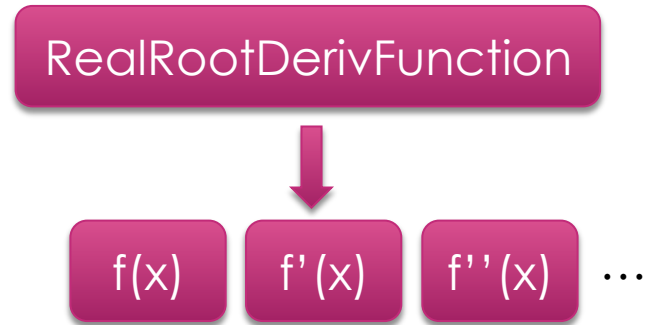 RealRootDerivFunction
f(x) f'(x) f''(x) ...